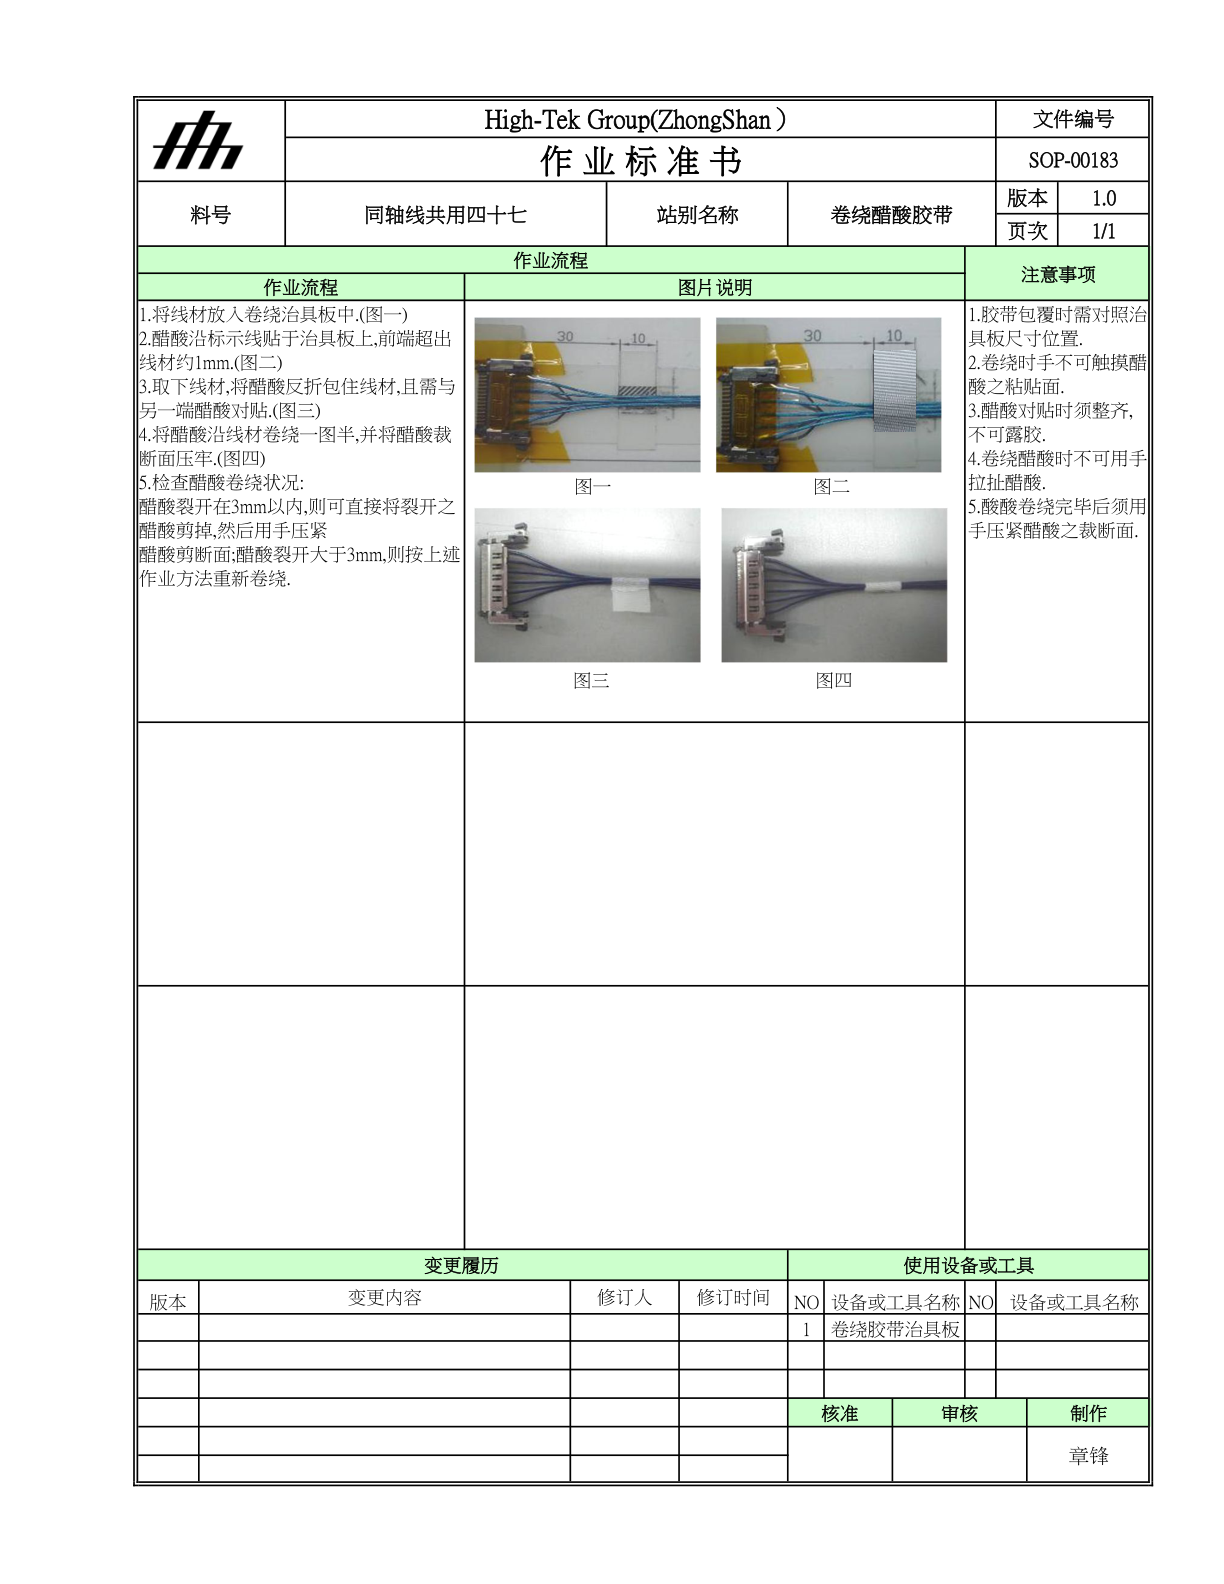 High-Tek Group(ZhongShan）
文件编号
作业标准书
SOP-00183
料号
同轴线共用四十七
站别名称
卷绕醋酸胶带
版本
1.0
页次
1/1
作业流程
注意事项
作业流程
图片说明
1.将线材放入卷绕治具板中.(图一)
2.醋酸沿标示线贴于治具板上,前端超出
线材约1mm.(图二)
3.取下线材,将醋酸反折包住线材,且需与
另一端醋酸对贴.(图三)
4.将醋酸沿线材卷绕一图半,并将醋酸裁
断面压牢.(图四)
5.检查醋酸卷绕状况:
醋酸裂开在3mm以内,则可直接将裂开之
醋酸剪掉,然后用手压紧
醋酸剪断面;醋酸裂开大于3mm,则按上述
作业方法重新卷绕.
30
10
30
10
图一
图二
图三
图四
1.胶带包覆时需对照治
具板尺寸位置.
2.卷绕时手不可触摸醋
酸之粘贴面.
3.醋酸对贴时须整齐,
不可露胶.
4.卷绕醋酸时不可用手
拉扯醋酸.
5.酸酸卷绕完毕后须用
手压紧醋酸之裁断面.
变更履历
使用设备或工具
版本
变更内容
修订人
修订时间
NO
设备或工具名称
NO
设备或工具名称
1
卷绕胶带治具板
核准
审核
制作
章锋